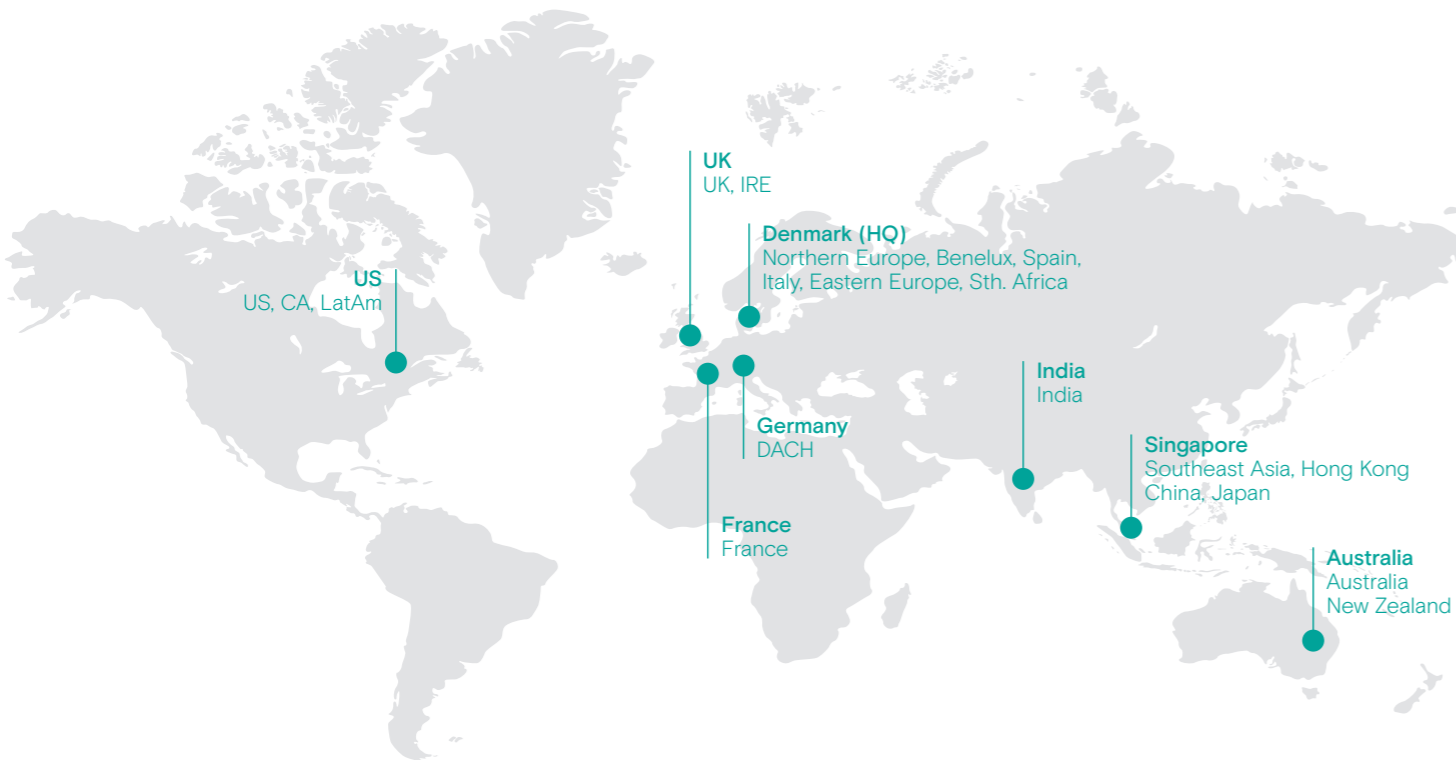 UK
UK, IRE
Denmark (HQ)
Northern Europe, Benelux, Spain,
Italy, Eastern Europe, Sth. Africa
US
US, CA, LatAm
India
India
Germany
DACH
Singapore
Southeast Asia, Hong Kong
China, Japan
France
France
Australia
Australia
New Zealand